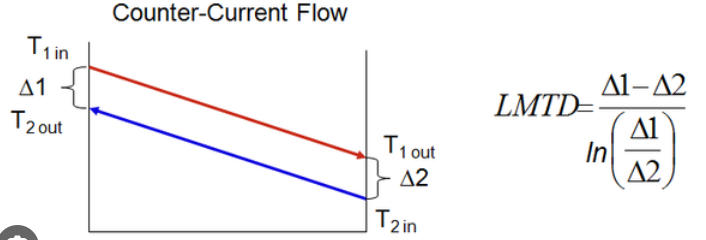 Counter-Current Flow
T1 in
Δ1
T2 out
T1 out
Δ2
T2 in
LMTD= Δ1–Δ2 / ln(Δ1/Δ2)